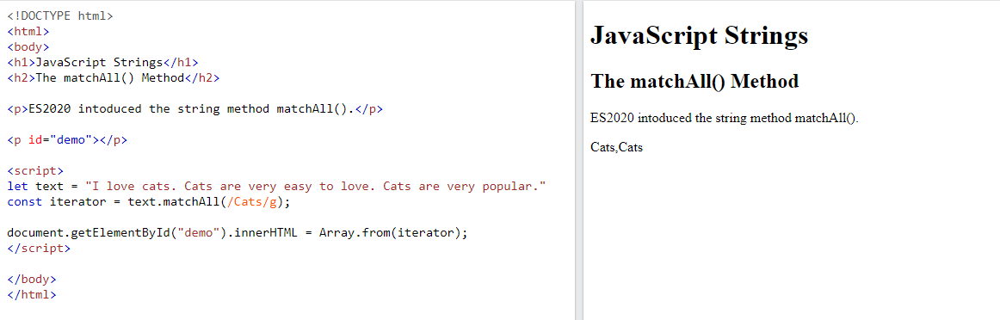 <!DOCTYPE html>
<html>
<body>
<h1>JavaScript Strings</h1>
<h2>The matchAll() Method</h2>
<p>ES2020 intoduced the string method matchAll().</p>
<p id="demo"></p>
<script>
let text = "I love cats. Cats are very easy to love. Cats are very popular."
const iterator = text.matchAll(/Cats/g);
document.getElementById("demo").innerHTML = Array.from(iterator);
</script>
</body>
</html>
JavaScript Strings
The matchAll() Method
ES2020 intoduced the string method matchAll().
Cats,Cats